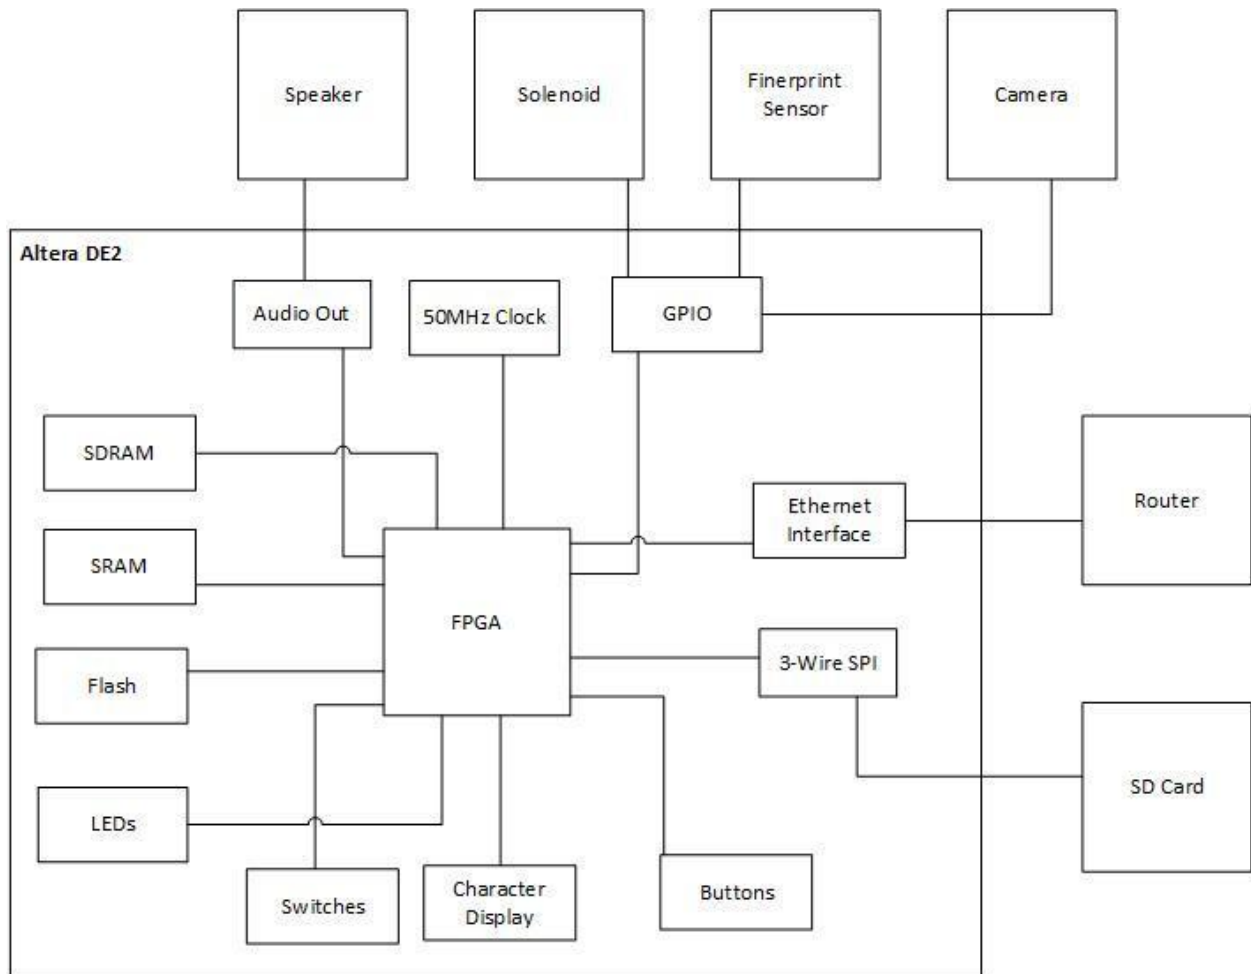 Speaker
Solenoid
Finerprint
Sensor
Camera
Altera DE2
Audio Out
50MHz Clock
GPIO
SDRAM
Ethernet
Interface
Router
SRAM
FPGA
3-Wire SPI
Flash
SD Card
LEDs
Switches
Character
Display
Buttons